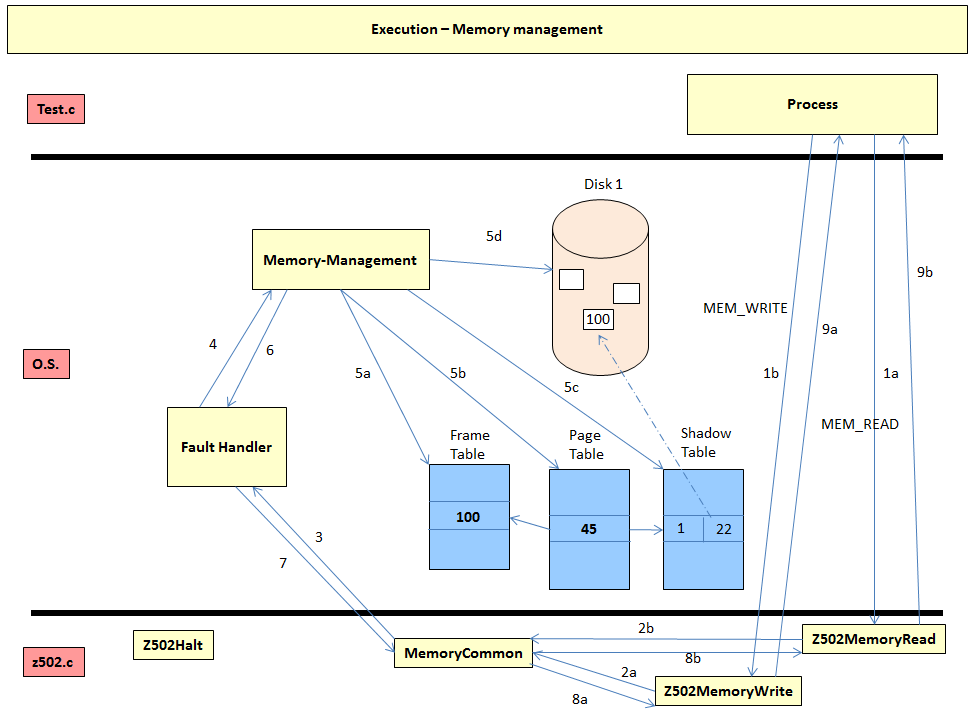 Execution – Memory management
Test.c
Process
Disk 1
5d
Memory-Management
9b
MEM_WRITE
100
9a
4
6
O.S.
5a
5b
5c
1b
1a
MEM_READ
Fault Handler
Frame
Table
Page
Table
Shadow
Table
100
45
1
22
3
7
Z502Halt
2b
Z502MemoryRead
z502.c
MemoryCommon
8b
2a
Z502MemoryWrite
8a